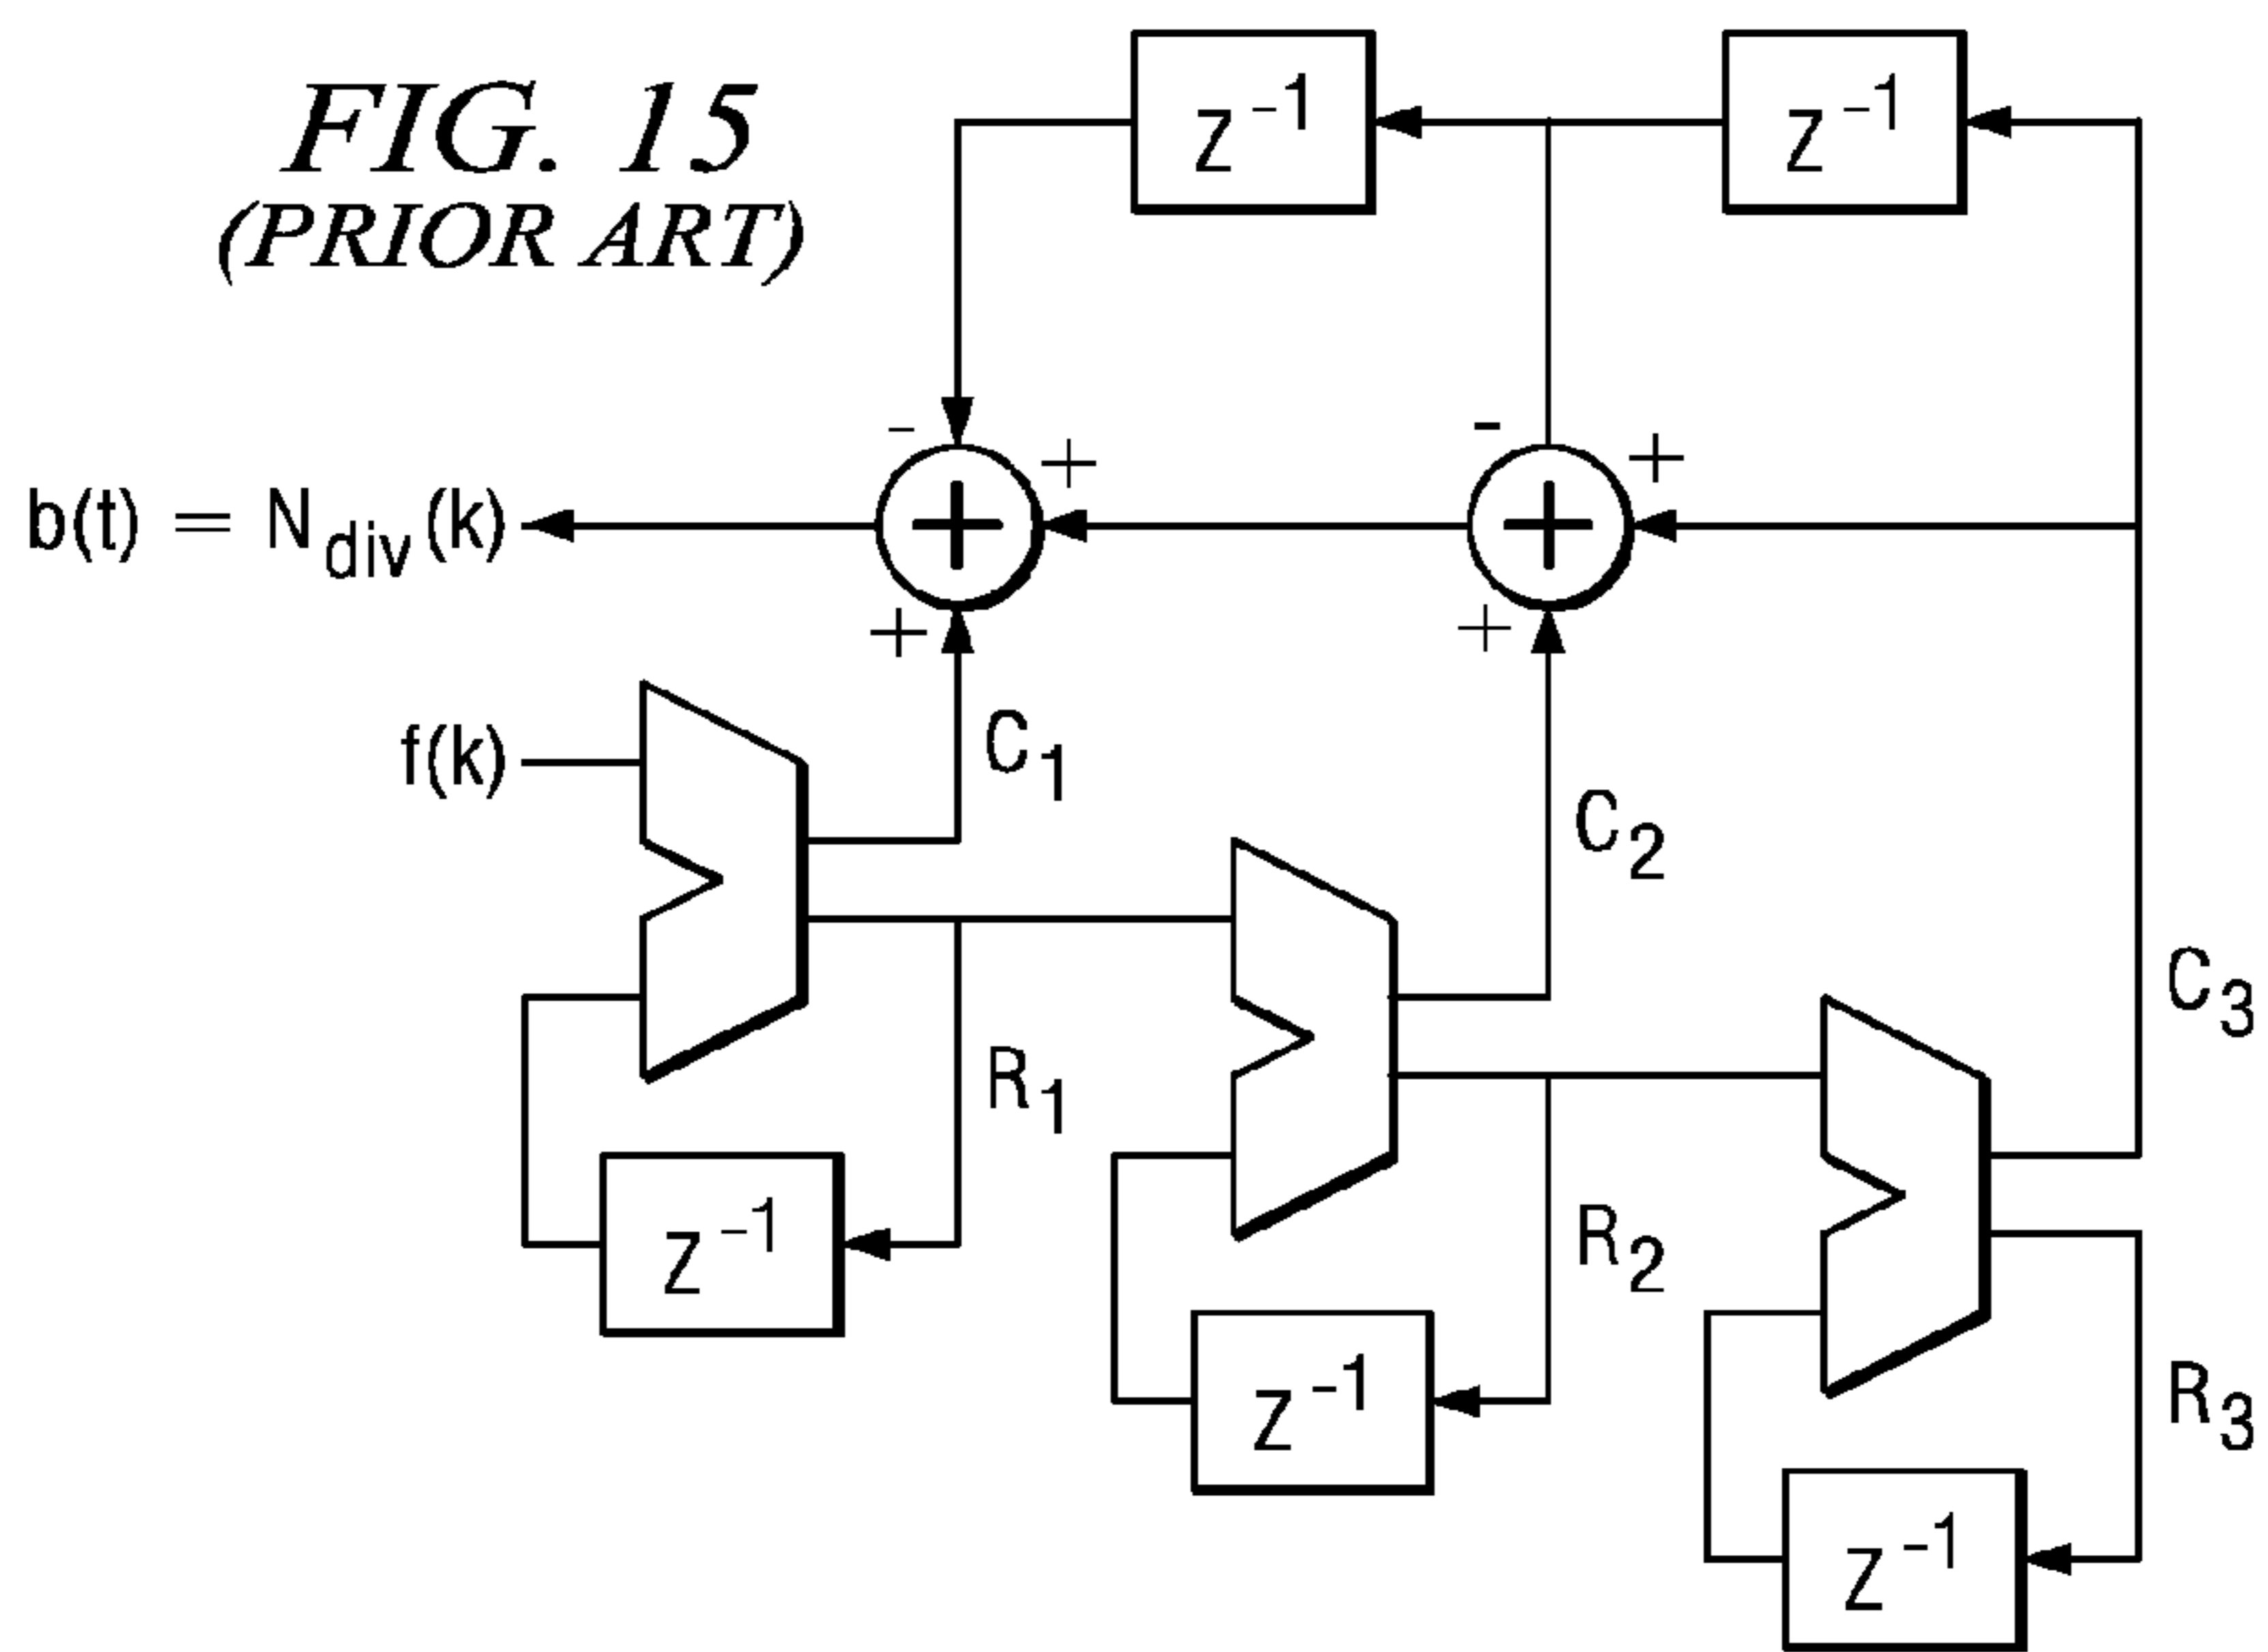 FIG. 15
(PRIOR ART)
Z⁻¹
Z⁻¹
- + - +
b(t) = N_div(k)
+ + + +
f(k)
C₁
C₂
C₃
R₁
R₂
R₃
Z⁻¹
Z⁻¹
Z⁻¹